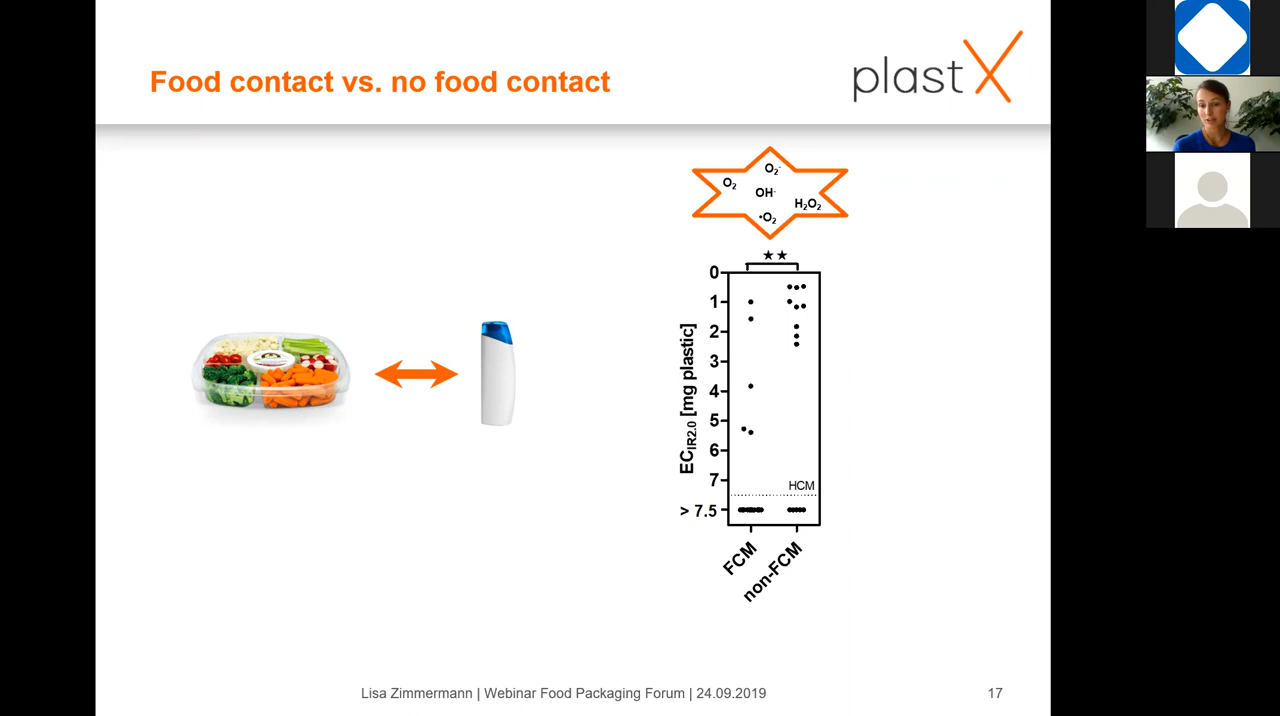 Food contact vs. no food contact
plast X
O₂⁻
O₂
OH⁻
H₂O₂
•O₂
★★
0
1
2
3
4
5
6
7
> 7.5
EC_IR2.0 [mg plastic]
HCM
FCM
non-FCM
Lisa Zimmermann | Webinar Food Packaging Forum | 24.09.2019
17